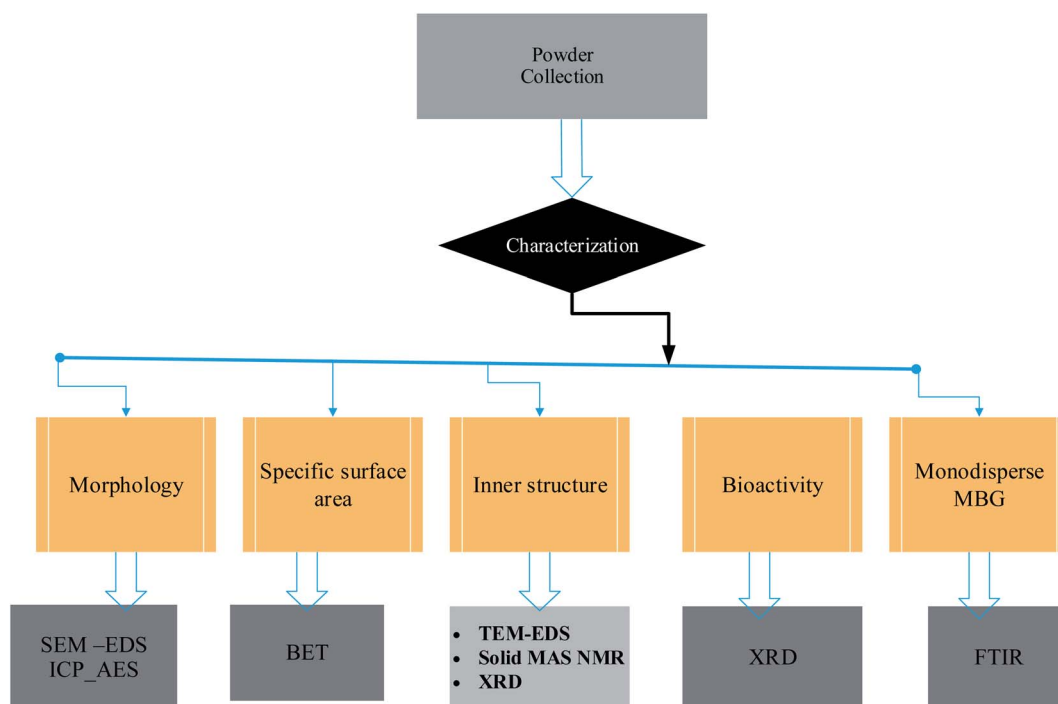 Powder
Collection
Characterization
Morphology
Specific surface
area
Inner structure
Bioactivity
Monodisperse
MBG
SEM –EDS
ICP_AES
BET
• TEM-EDS
• Solid MAS NMR
• XRD
XRD
FTIR